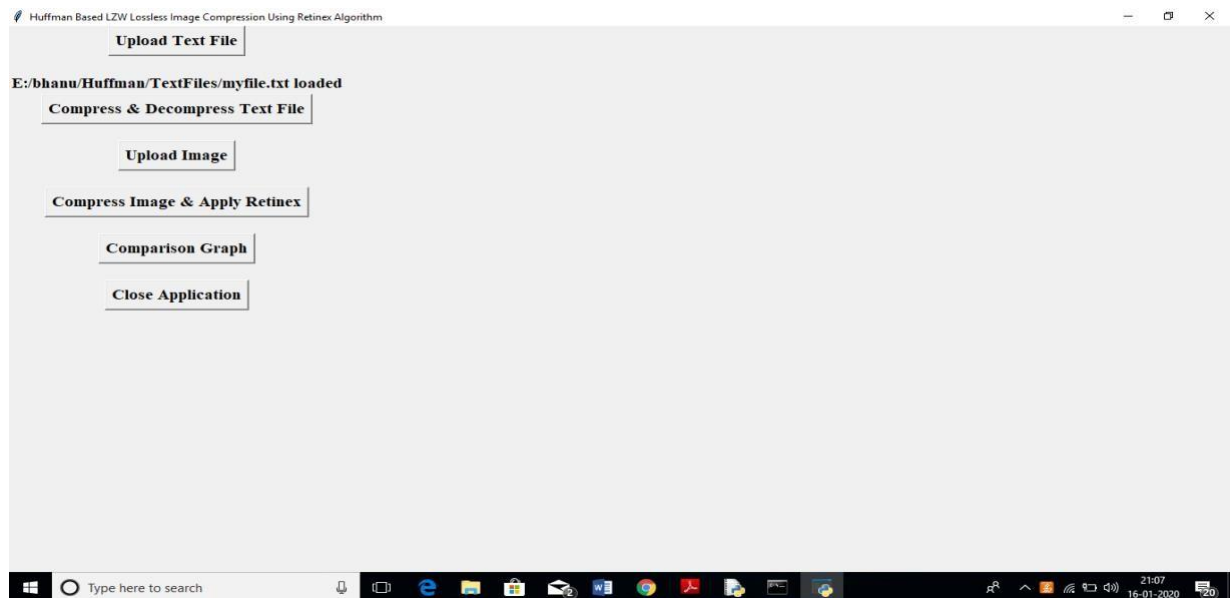 Huffman Based LZW Lossless Image Compression Using Retinex Algorithm
Upload Text File
E:/bhanu/Huffman/TextFiles/myfile.txt loaded
Compress & Decompress Text File
Upload Image
Compress Image & Apply Retinex
Comparison Graph
Close Application
Type here to search
2
21:07
16-01-2020
20